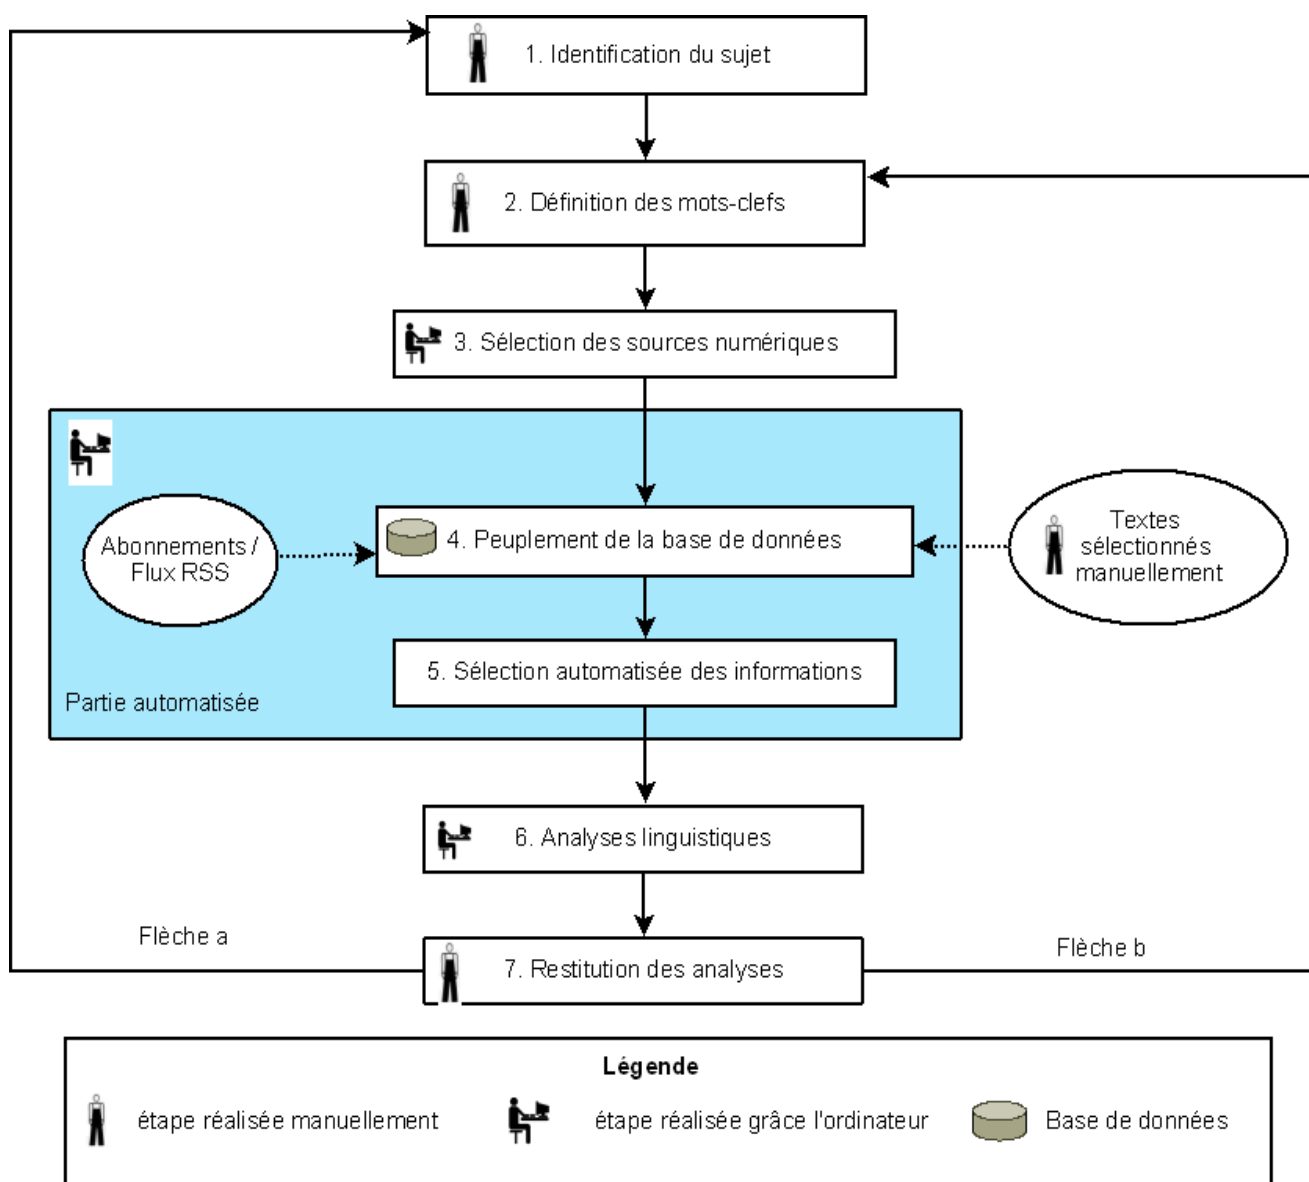 1. Identification du sujet
2. Définition des mots-clefs
3. Sélection des sources numériques
Abonnements /
Flux RSS
4. Peuplement de la base de données
Textes
sélectionnés
manuellement
5. Sélection automatisée des informations
Partie automatisée
6. Analyses linguistiques
Flèche a
7. Restitution des analyses
Flèche b
Légende
étape réalisée manuellement
étape réalisée grâce l'ordinateur
Base de données